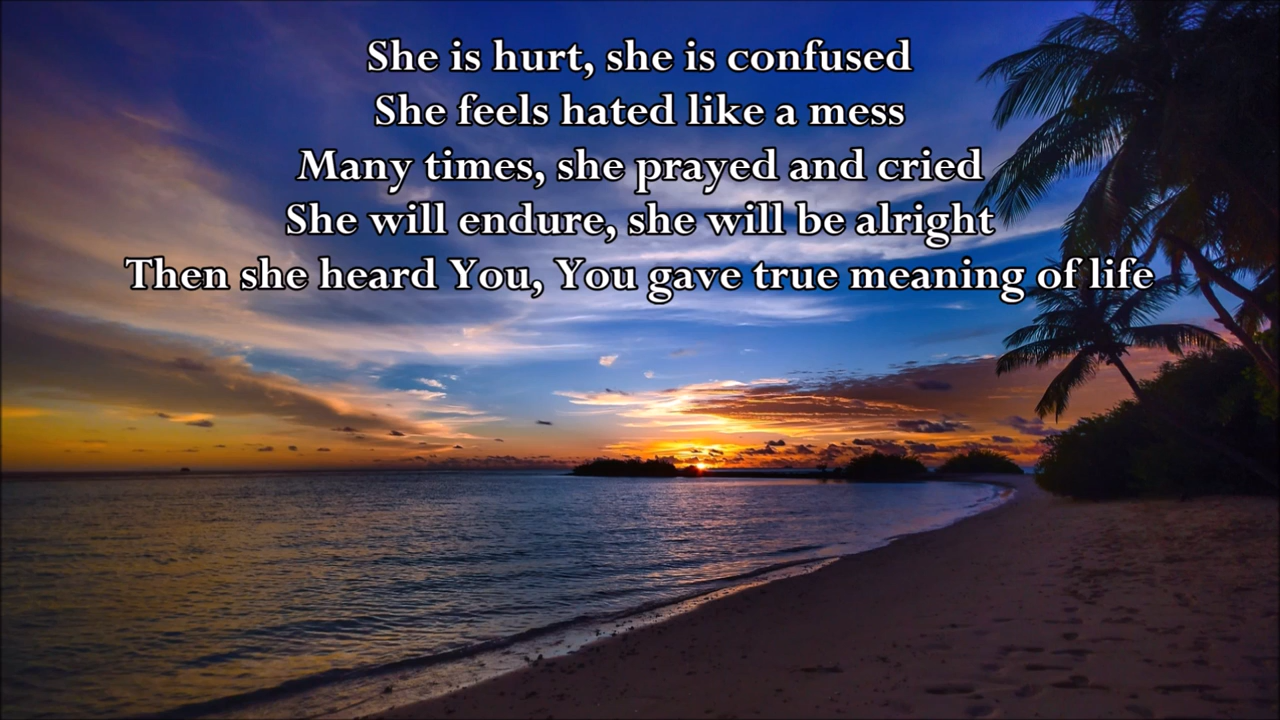 She is hurt, she is confused
She feels hated like a mess
Many times, she prayed and cried
She will endure, she will be alright
Then she heard You, You gave true meaning of life